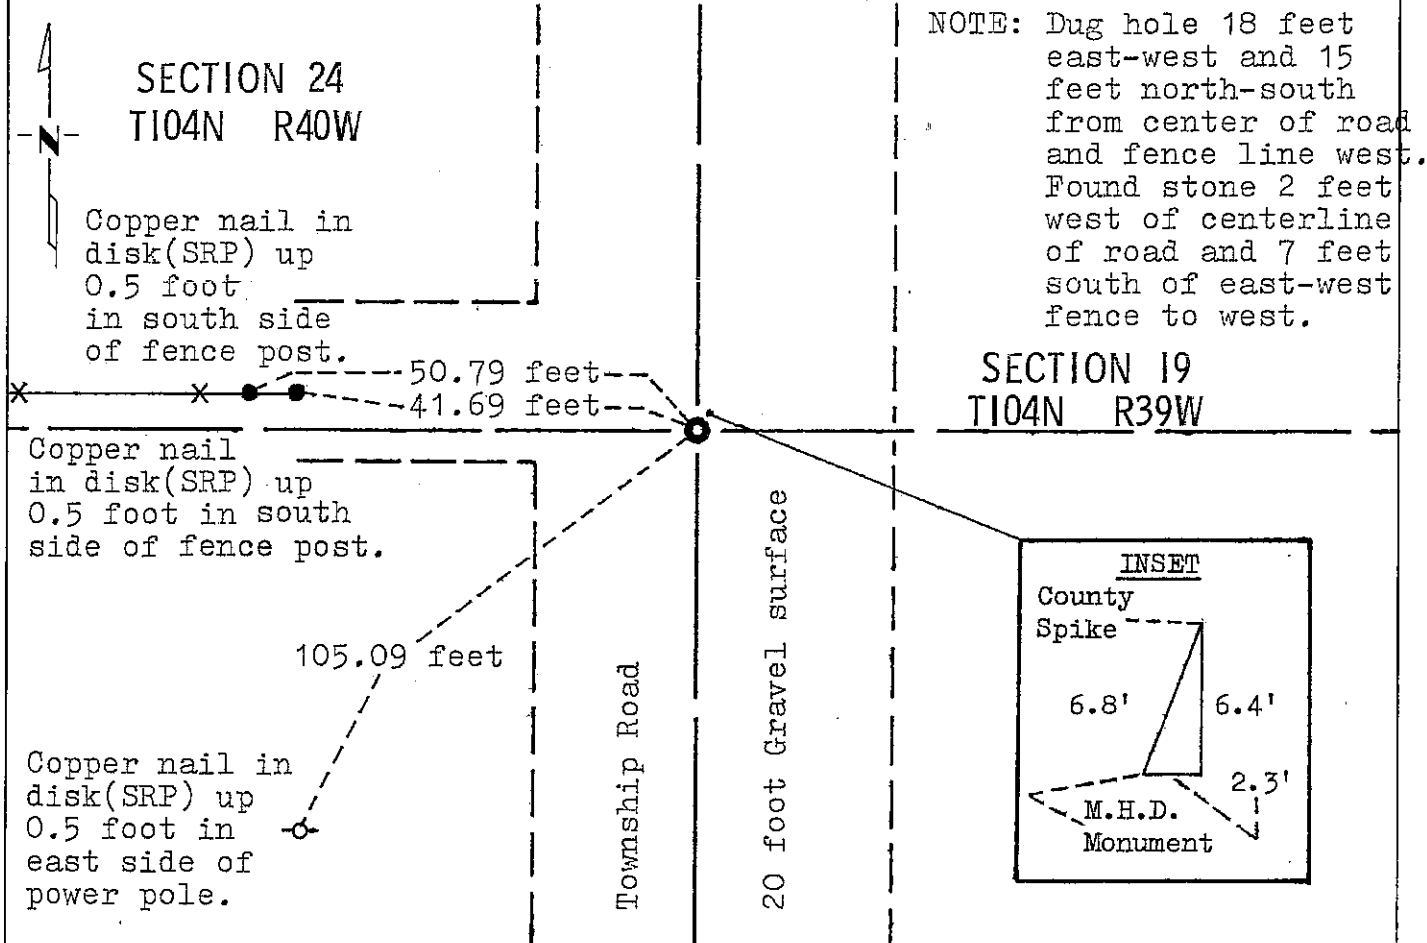 SECTION 24
T104N R40W
N
NOTE: Dug hole 18 feet
east-west and 15
feet north-south
from center of road
and fence line west.
Found stone 2 feet
west of centerline
of road and 7 feet
south of east-west
fence to west.
Copper nail in
disk(SRP) up
0.5 foot
in south side
of fence post.
50.79 feet
41.69 feet
SECTION 19
T104N R39W
Copper nail
in disk(SRP) up
0.5 foot in south
side of fence post.
105.09 feet
Copper nail in
disk(SRP) up
0.5 foot in
east side of
power pole.
Township Road
20 foot Gravel surface
INSET
County
Spike
6.8'
6.4'
2.3'
M.H.D.
Monument